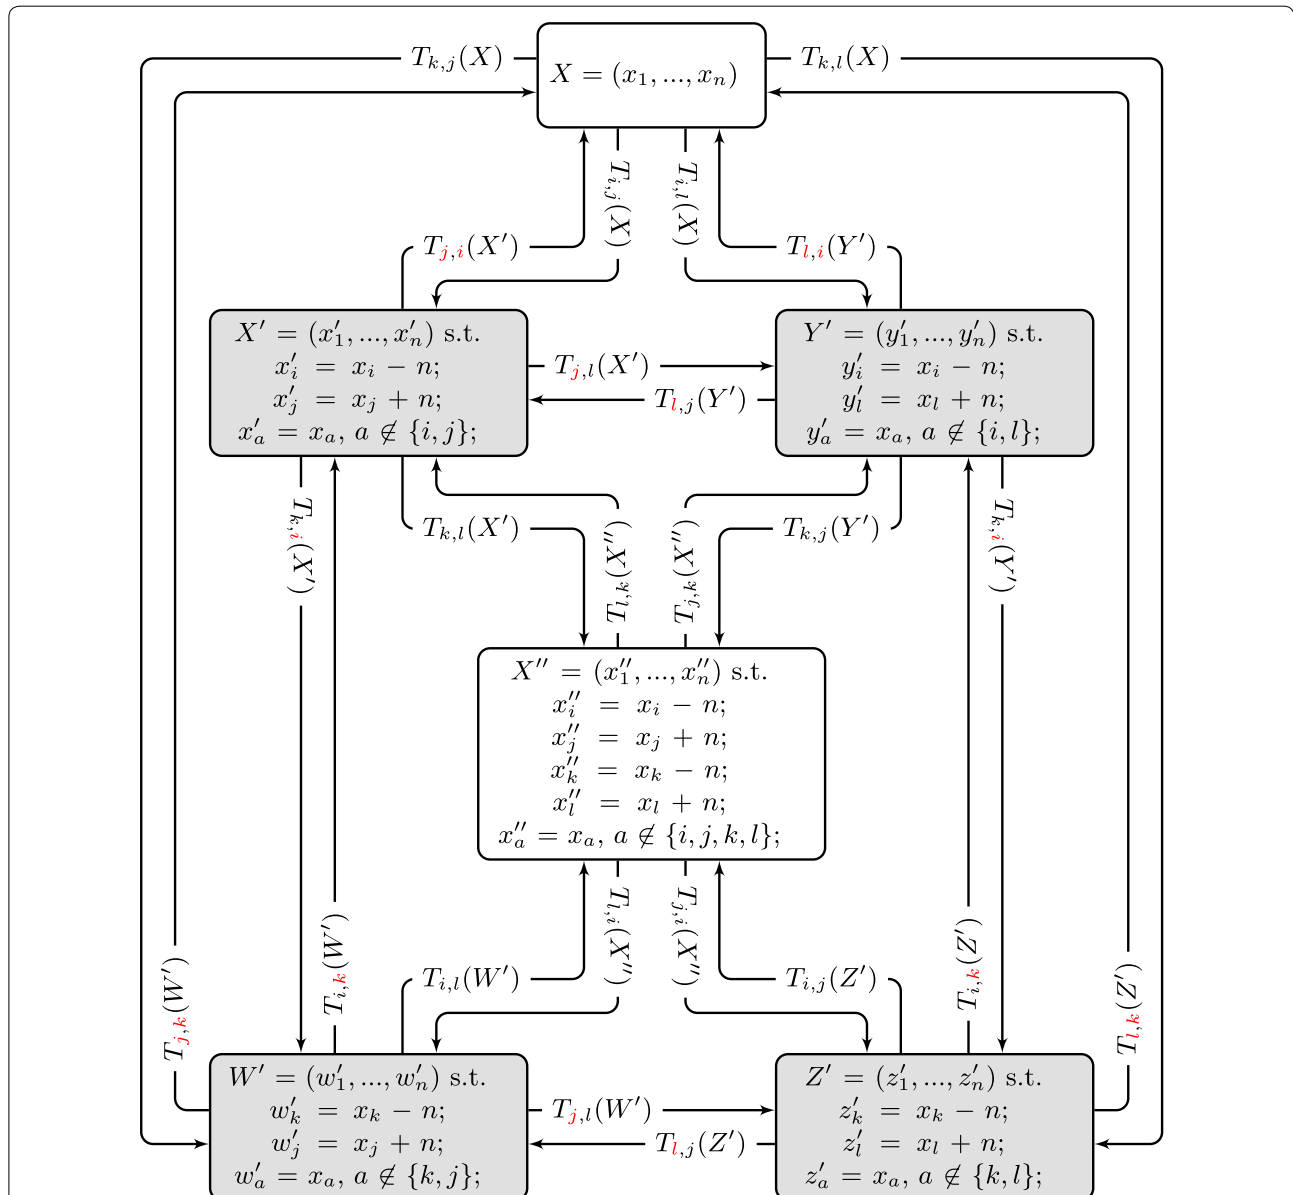 T_{k,j}(X)
T_{k,l}(X)
X = (x_1, ..., x_n)
T_{i,j}(X)
T_{i,l}(X)
T_{j,i}(X′)
T_{l,i}(Y′)
X′ = (x′_1, ..., x′_n) s.t.
x′_i = x_i − n;
x′_j = x_j + n;
x′_a = x_a, a ∉ {i, j};
Y′ = (y′_1, ..., y′_n) s.t.
y′_i = x_i − n;
y′_l = x_l + n;
y′_a = x_a, a ∉ {i, l};
T_{j,l}(X′)
T_{l,j}(Y′)
T_{k,i}(X′)
T_{k,l}(X′)
T_{l,k}(X″)
T_{j,k}(X″)
T_{k,j}(Y′)
T_{k,i}(Y′)
X″ = (x″_1, ..., x″_n) s.t.
x″_i = x_i − n;
x″_j = x_j + n;
x″_k = x_k − n;
x″_l = x_l + n;
x″_a = x_a, a ∉ {i, j, k, l};
T_{j,k}(W′)
T_{i,k}(W′)
T_{i,l}(W′)
T_{l,i}(X″)
T_{j,i}(X″)
T_{i,j}(Z′)
T_{i,k}(Z′)
T_{l,k}(Z′)
W′ = (w′_1, ..., w′_n) s.t.
w′_k = x_k − n;
w′_j = x_j + n;
w′_a = x_a, a ∉ {k, j};
T_{j,l}(W′)
T_{l,j}(Z′)
Z′ = (z′_1, ..., z′_n) s.t.
z′_k = x_k − n;
z′_l = x_l + n;
z′_a = x_a, a ∉ {k, l};